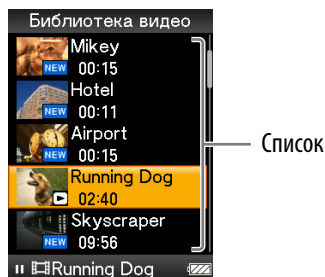 Библиотека видео
Mikey
NEW 00:15
Hotel
NEW 00:11
Airport
NEW 00:15
Running Dog
02:40
Skyscraper
NEW 09:56
Running Dog
Список